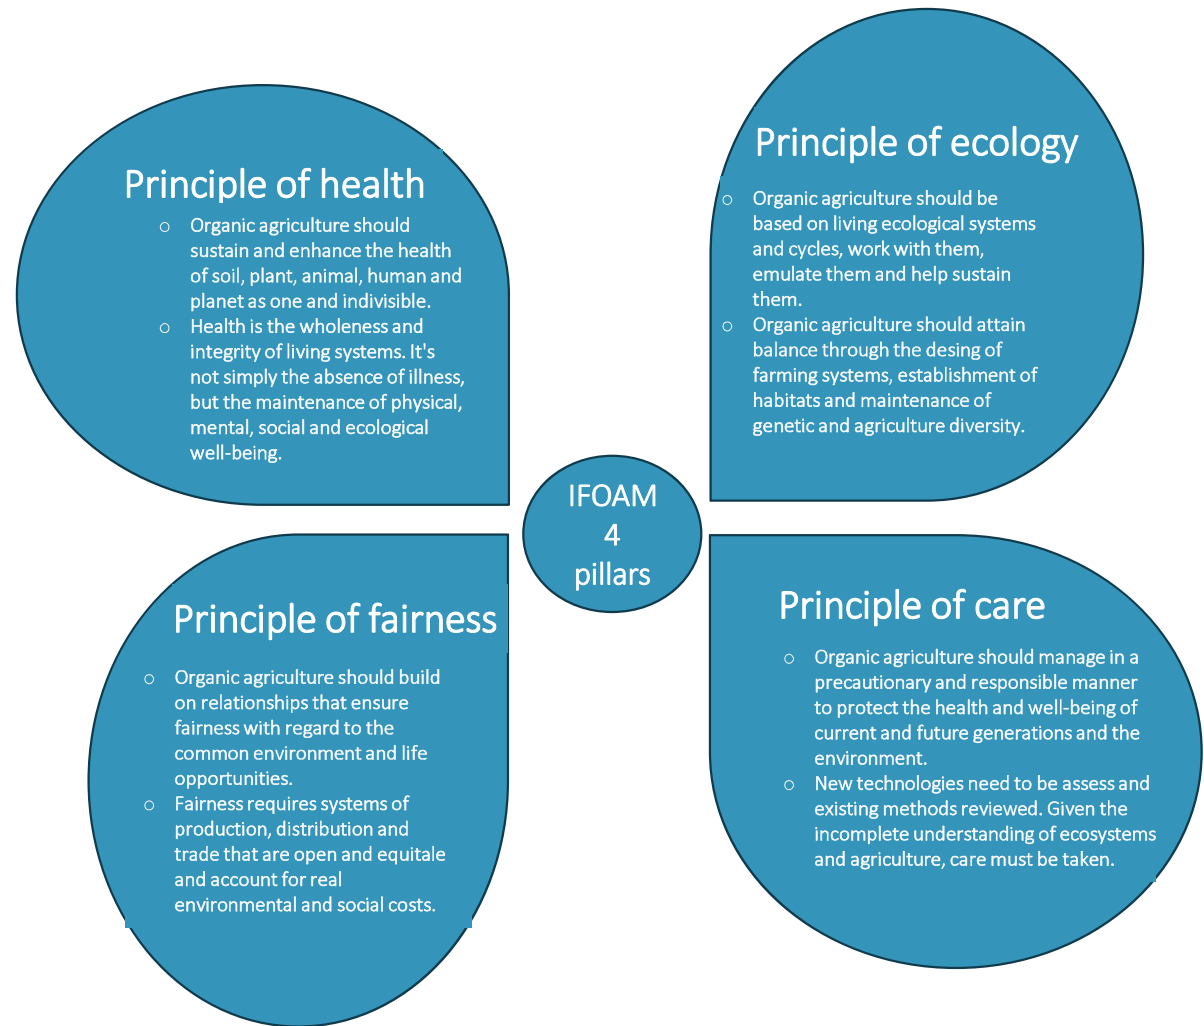 Principle of health
○ Organic agriculture should
sustain and enhance the health
of soil, plant, animal, human and
planet as one and indivisible.
○ Health is the wholeness and
integrity of living systems. It's
not simply the absence of illness,
but the maintenance of physical,
mental, social and ecological
well-being.
Principle of ecology
○ Organic agriculture should be
based on living ecological systems
and cycles, work with them,
emulate them and help sustain
them.
○ Organic agriculture should attain
balance through the desing of
farming systems, establishment of
habitats and maintenance of
genetic and agriculture diversity.
IFOAM
4
pillars
Principle of fairness
○ Organic agriculture should build
on relationships that ensure
fairness with regard to the
common environment and life
opportunities.
○ Fairness requires systems of
production, distribution and
trade that are open and equitale
and account for real
environmental and social costs.
Principle of care
○ Organic agriculture should manage in a
precautionary and responsible manner
to protect the health and well-being of
current and future generations and the
environment.
○ New technologies need to be assess and
existing methods reviewed. Given the
incomplete understanding of ecosystems
and agriculture, care must be taken.